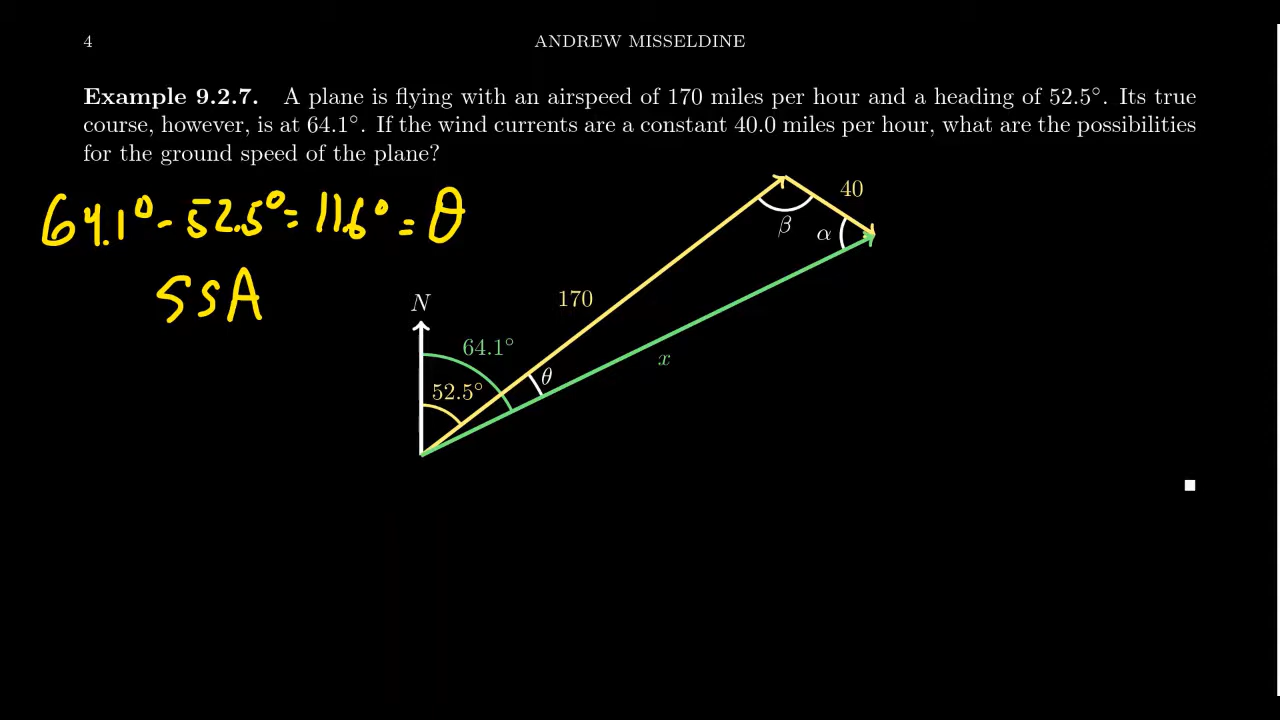 4
ANDREW MISSELDINE
Example 9.2.7. A plane is flying with an airspeed of 170 miles per hour and a heading of 52.5°. Its true
course, however, is at 64.1°. If the wind currents are a constant 40.0 miles per hour, what are the possibilities
for the ground speed of the plane?
64.1° - 52.5° = 11.6° = θ
SSA
40
β
α
170
N
64.1°
x
θ
52.5°